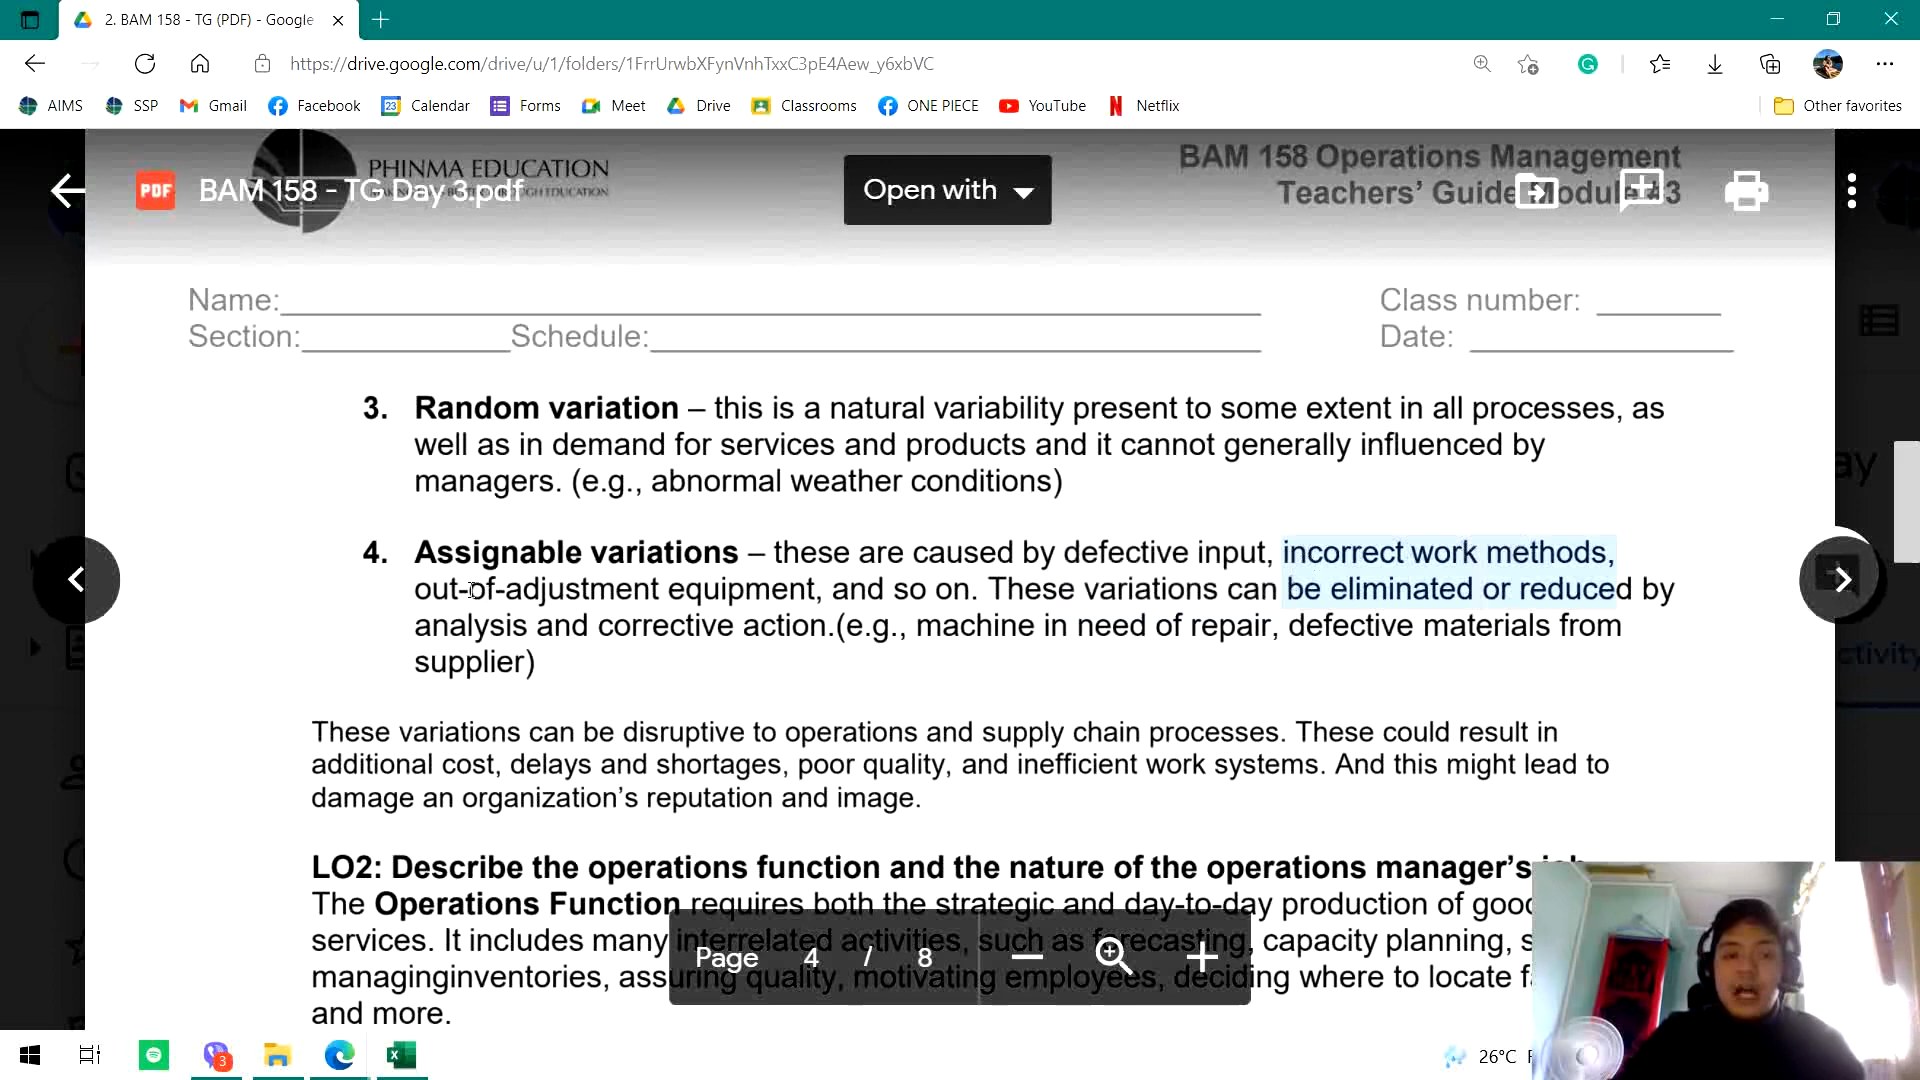 2. BAM 158 - TG (PDF) - Google
https://drive.google.com/drive/u/1/folders/1FrrUrwbXFynVnhTxxC3pE4Aew_y6xbVC
AIMS SSP Gmail Facebook Calendar Forms Meet Drive Classrooms ONE PIECE YouTube Netflix Other favorites
PHINMA EDUCATION
BAM 158 Operations Management
PDF BAM 158 - TG Day 3.pdf
Open with
Teachers' Guide Module #3
Name: Class number:
Section: Schedule: Date:
3. Random variation – this is a natural variability present to some extent in all processes, as
well as in demand for services and products and it cannot generally influenced by
managers. (e.g., abnormal weather conditions)
4. Assignable variations – these are caused by defective input, incorrect work methods,
out-of-adjustment equipment, and so on. These variations can be eliminated or reduced by
analysis and corrective action.(e.g., machine in need of repair, defective materials from
supplier)
These variations can be disruptive to operations and supply chain processes. These could result in
additional cost, delays and shortages, poor quality, and inefficient work systems. And this might lead to
damage an organization's reputation and image.
LO2: Describe the operations function and the nature of the operations manager's job
The Operations Function requires both the strategic and day-to-day production of goo
services. It includes many interrelated activities, such as forecasting, capacity planning, s
managinginventories, assuring quality, motivating employees, deciding where to locate f
and more.
Page 4 / 8
3
26°C